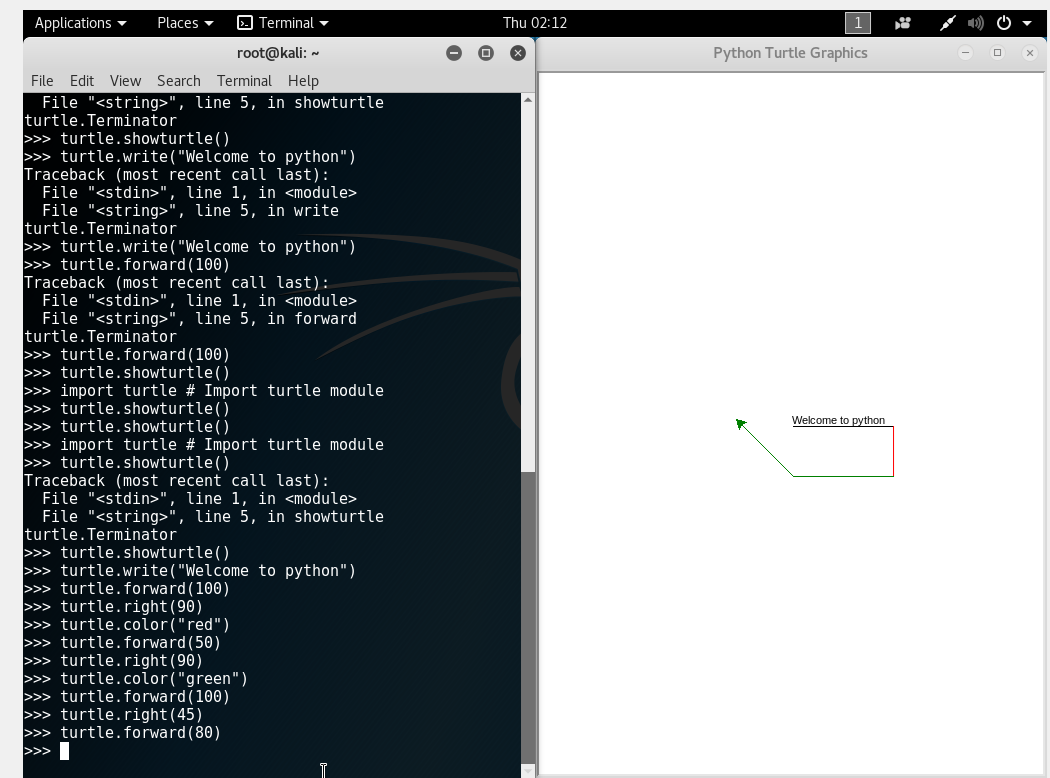 Applications Places Terminal Thu 02:12 1
root@kali: ~
File Edit View Search Terminal Help
  File "<string>", line 5, in showturtle
turtle.Terminator
>>> turtle.showturtle()
>>> turtle.write("Welcome to python")
Traceback (most recent call last):
  File "<stdin>", line 1, in <module>
  File "<string>", line 5, in write
turtle.Terminator
>>> turtle.write("Welcome to python")
>>> turtle.forward(100)
Traceback (most recent call last):
  File "<stdin>", line 1, in <module>
  File "<string>", line 5, in forward
turtle.Terminator
>>> turtle.forward(100)
>>> turtle.showturtle()
>>> import turtle # Import turtle module
>>> turtle.showturtle()
>>> turtle.showturtle()
>>> import turtle # Import turtle module
>>> turtle.showturtle()
Traceback (most recent call last):
  File "<stdin>", line 1, in <module>
  File "<string>", line 5, in showturtle
turtle.Terminator
>>> turtle.showturtle()
>>> turtle.write("Welcome to python")
>>> turtle.forward(100)
>>> turtle.right(90)
>>> turtle.color("red")
>>> turtle.forward(50)
>>> turtle.right(90)
>>> turtle.color("green")
>>> turtle.forward(100)
>>> turtle.right(45)
>>> turtle.forward(80)
>>>
Python Turtle Graphics
Welcome to python